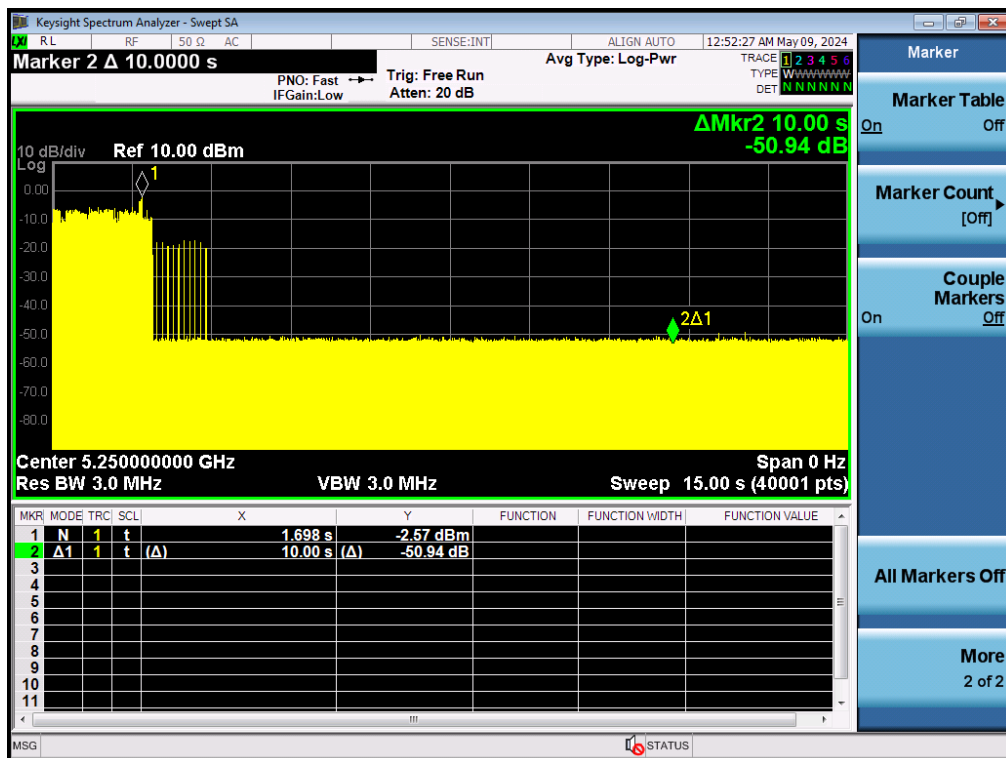 Keysight Spectrum Analyzer - Swept SA
LXI RL RF 50 Ω AC SENSE:INT ALIGN AUTO 12:52:27 AM May 09, 2024
Marker 2 Δ 10.0000 s
PNO: Fast
IFGain:Low
Trig: Free Run
Atten: 20 dB
Avg Type: Log-Pwr
TRACE 1 2 3 4 5 6
TYPE W
DET N N N N N N
ΔMkr2 10.00 s
-50.94 dB
10 dB/div Ref 10.00 dBm
Log
1
0.00
-10.0
-20.0
-30.0
-40.0
-50.0
-60.0
-70.0
-80.0
2Δ1
Center 5.250000000 GHz Span 0 Hz
Res BW 3.0 MHz VBW 3.0 MHz Sweep 15.00 s (40001 pts)
MKR MODE TRC SCL X Y FUNCTION FUNCTION WIDTH FUNCTION VALUE
1 N 1 t 1.698 s -2.57 dBm
2 Δ1 1 t (Δ) 10.00 s (Δ) -50.94 dB
3
4
5
6
7
8
9
10
11
MSG STATUS
Marker
Marker Table
On Off
Marker Count
[Off]
Couple
Markers
On Off
All Markers Off
More
2 of 2